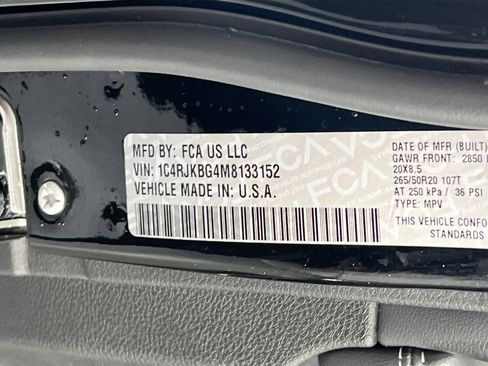 MFD BY: FCA US LLC
VIN: 1C4RJKBG4M8133152
VEHICLE MADE IN: U.S.A.
DATE OF MFR (BUILT)
GAWR FRONT: 2850
20X8.5
265/50R20 107T
AT 250 kPa / 36 PSI
TYPE: MPV
THIS VEHICLE
STANDARDS